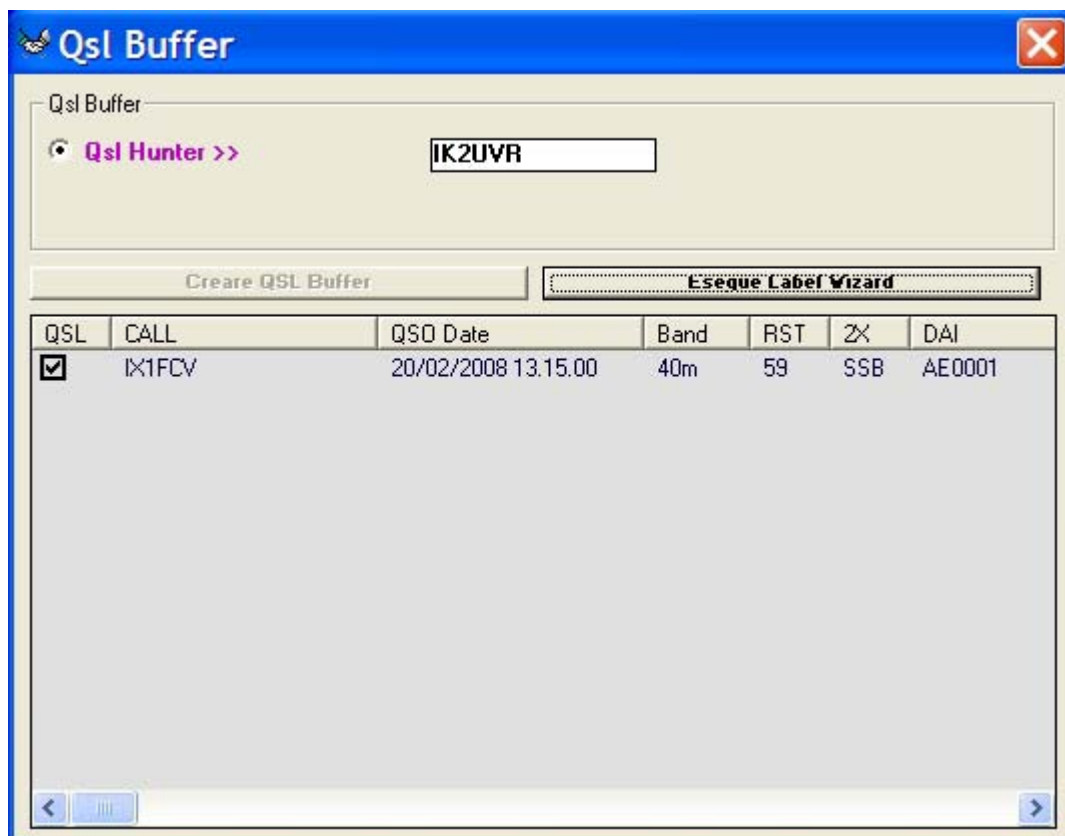 Qsl Buffer
Qsl Buffer
Qsl Hunter >> IK2UVR
Creare QSL Buffer Esegue Label Wizard
QSL CALL QSO Date Band RST 2X DAI
IX1FCV 20/02/2008 13.15.00 40m 59 SSB AE0001